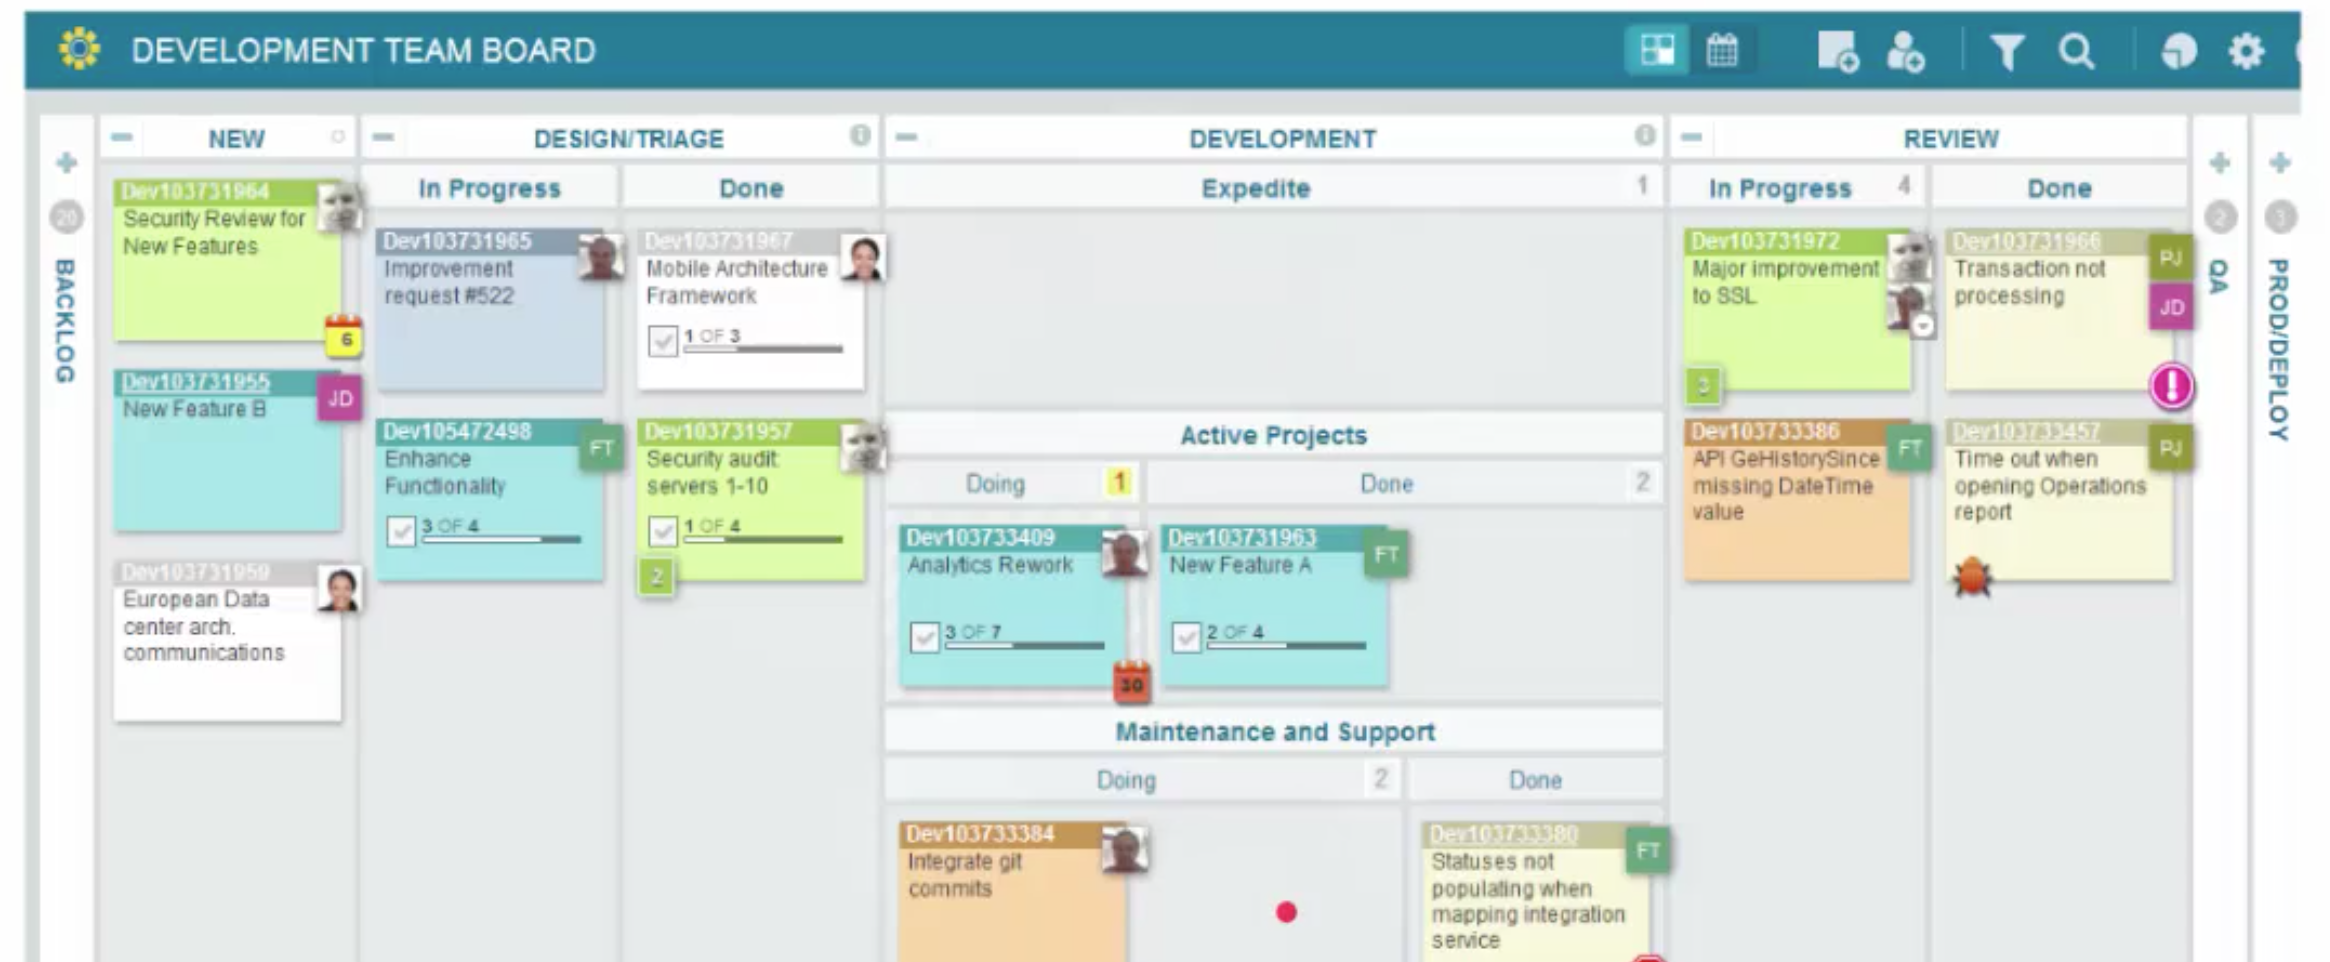 DEVELOPMENT TEAM BOARD
20
BACKLOG
NEW
Dev103731964
Security Review for
New Features
6
Dev103731955
JD
New Feature B
Dev103731959
European Data
center arch.
communications
DESIGN/TRIAGE
In Progress
Dev103731965
Improvement
request #522
Dev105472498
FT
Enhance
Functionality
3 OF 4
Done
Dev103731967
Mobile Architecture
Framework
1 OF 3
Dev103731957
Security audit
servers 1-10
1 OF 4
2
DEVELOPMENT
Expedite
1
Active Projects
Doing
1
Dev103733409
Analytics Rework
3 OF 7
30
Done
2
Dev103731963
FT
New Feature A
2 OF 4
Maintenance and Support
Doing
2
Dev103733384
Integrate git
commits
Done
Dev103733380
FT
Statuses not
populating when
mapping integration
service
REVIEW
In Progress
4
Dev103731972
Major improvement
to SSL
3
Dev103733386
FT
API GeHistorySince
missing DateTime
value
Done
Dev103731966
PJ
Transaction not
processing
JD
Dev103733457
PJ
Time out when
opening Operations
report
2
QA
3
PROD/DEPLOY